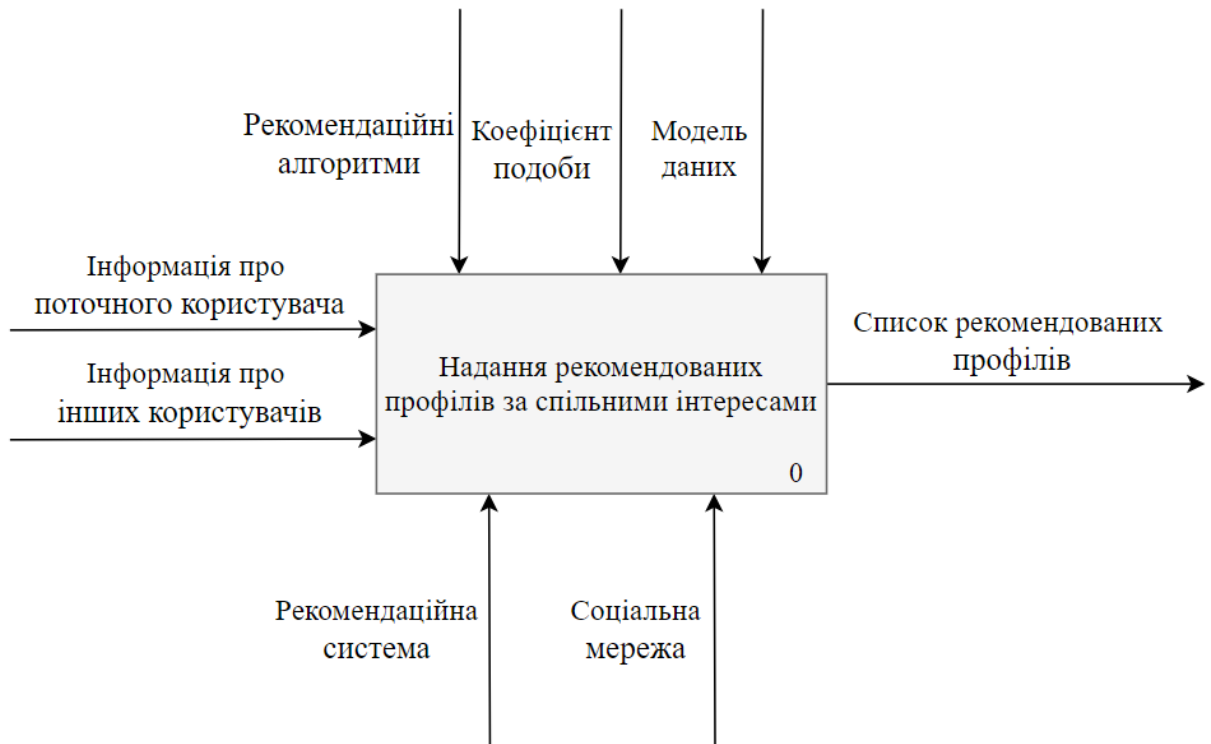 Рекомендаційні
алгоритми
Коефіцієнт
подоби
Модель
даних
Інформація про
поточного користувача
Інформація про
інших користувачів
Надання рекомендованих
профілів за спільними інтересами
0
Список рекомендованих
профілів
Рекомендаційна
система
Соціальна
мережа